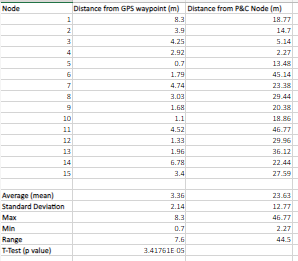 Node Distance from GPS waypoint (m) Distance from P&C Node (m)
1 8.3 18.77
2 3.9 14.7
3 4.25 5.14
4 2.92 2.27
5 0.7 13.48
6 1.79 45.14
7 4.74 23.38
8 3.03 29.44
9 1.68 20.38
10 1.1 18.86
11 4.52 46.77
12 1.33 29.96
13 1.96 36.12
14 6.78 22.44
15 3.4 27.59
Average (mean) 3.36 23.63
Standard Deviation 2.14 12.77
Max 8.3 46.77
Min 0.7 2.27
Range 7.6 44.5
T-Test (p value) 3.41761E 05